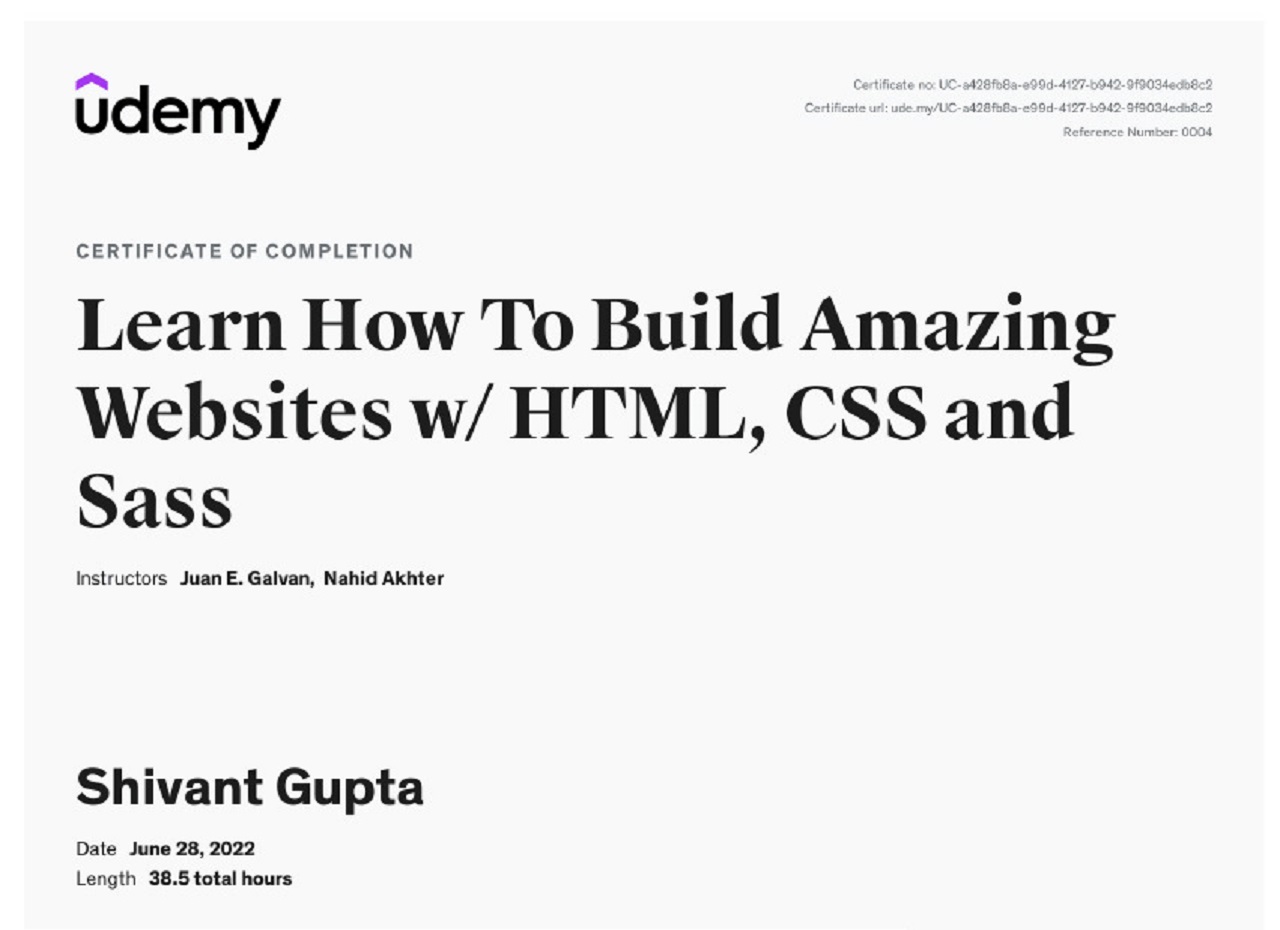 udemy
Certificate no: UC-a428fb8a-e99d-4127-b942-9f9034edb8c2
Certificate url: ude.my/UC-a428fb8a-e99d-4127-b942-9f9034edb8c2
Reference Number: 0004
CERTIFICATE OF COMPLETION
Learn How To Build Amazing
Websites w/ HTML, CSS and
Sass
Instructors Juan E. Galvan, Nahid Akhter
Shivant Gupta
Date June 28, 2022
Length 38.5 total hours